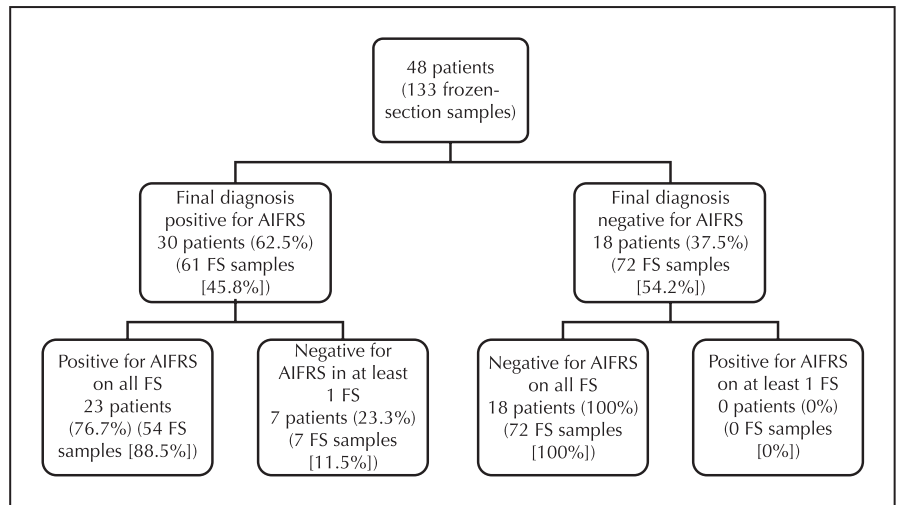 48 patients
(133 frozen-
section samples)
Final diagnosis
positive for AIFRS
30 patients (62.5%)
(61 FS samples
[45.8%])
Final diagnosis
negative for AIFRS
18 patients (37.5%)
(72 FS samples
[54.2%])
Positive for AIFRS
on all FS
23 patients
(76.7%) (54 FS
samples [88.5%])
Negative for
AIFRS in at least
1 FS
7 patients (23.3%)
(7 FS samples
[11.5%])
Negative for AIFRS
on all FS
18 patients (100%)
(72 FS samples
[100%])
Positive for AIFRS
on at least 1 FS
0 patients (0%)
(0 FS samples
[0%])